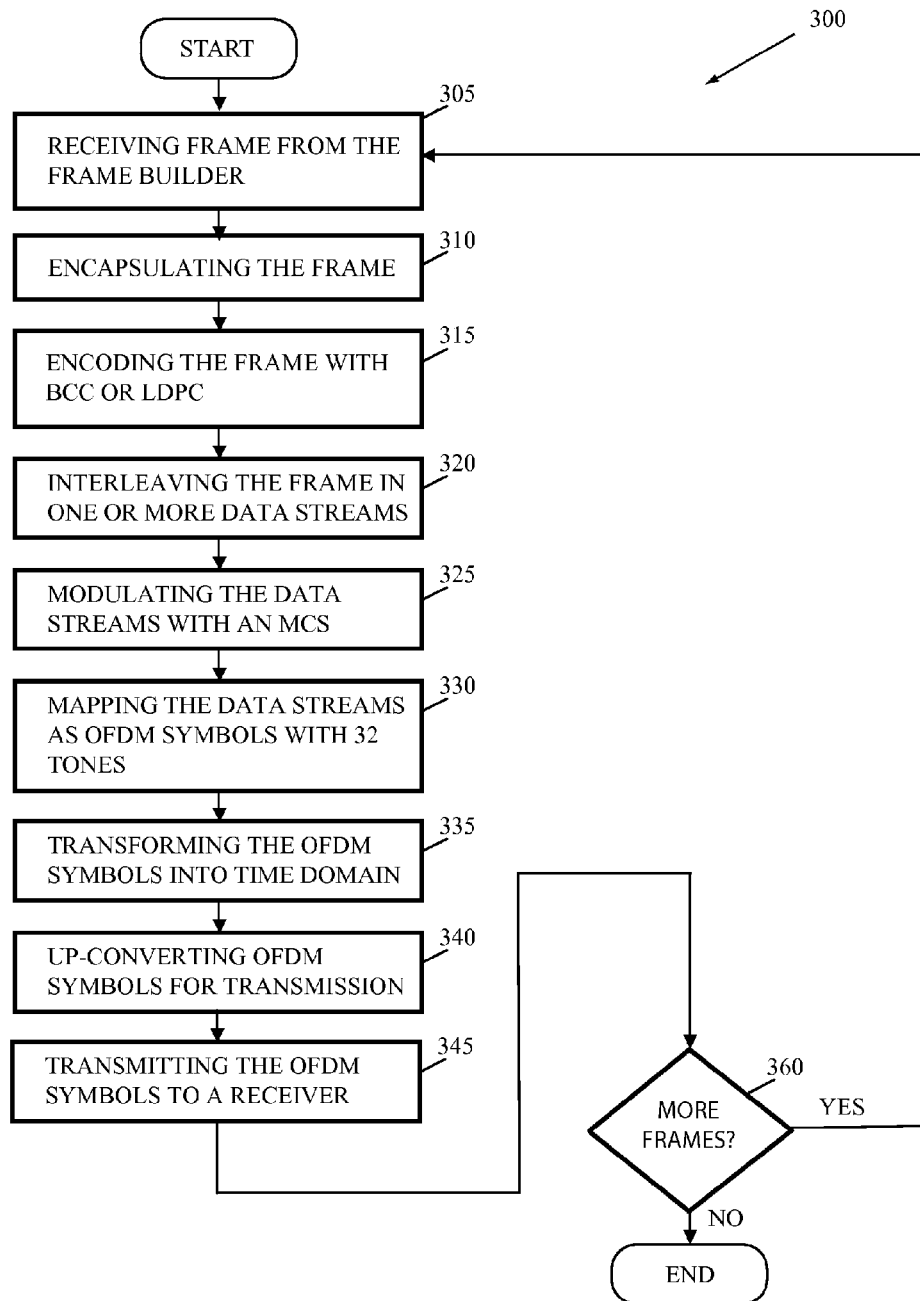 300
START
305
RECEIVING FRAME FROM THE
FRAME BUILDER
310
ENCAPSULATING THE FRAME
315
ENCODING THE FRAME WITH
BCC OR LDPC
320
INTERLEAVING THE FRAME IN
ONE OR MORE DATA STREAMS
325
MODULATING THE DATA
STREAMS WITH AN MCS
330
MAPPING THE DATA STREAMS
AS OFDM SYMBOLS WITH 32
TONES
335
TRANSFORMING THE OFDM
SYMBOLS INTO TIME DOMAIN
340
UP-CONVERTING OFDM
SYMBOLS FOR TRANSMISSION
345
TRANSMITTING THE OFDM
SYMBOLS TO A RECEIVER
360
MORE
FRAMES?
YES
NO
END